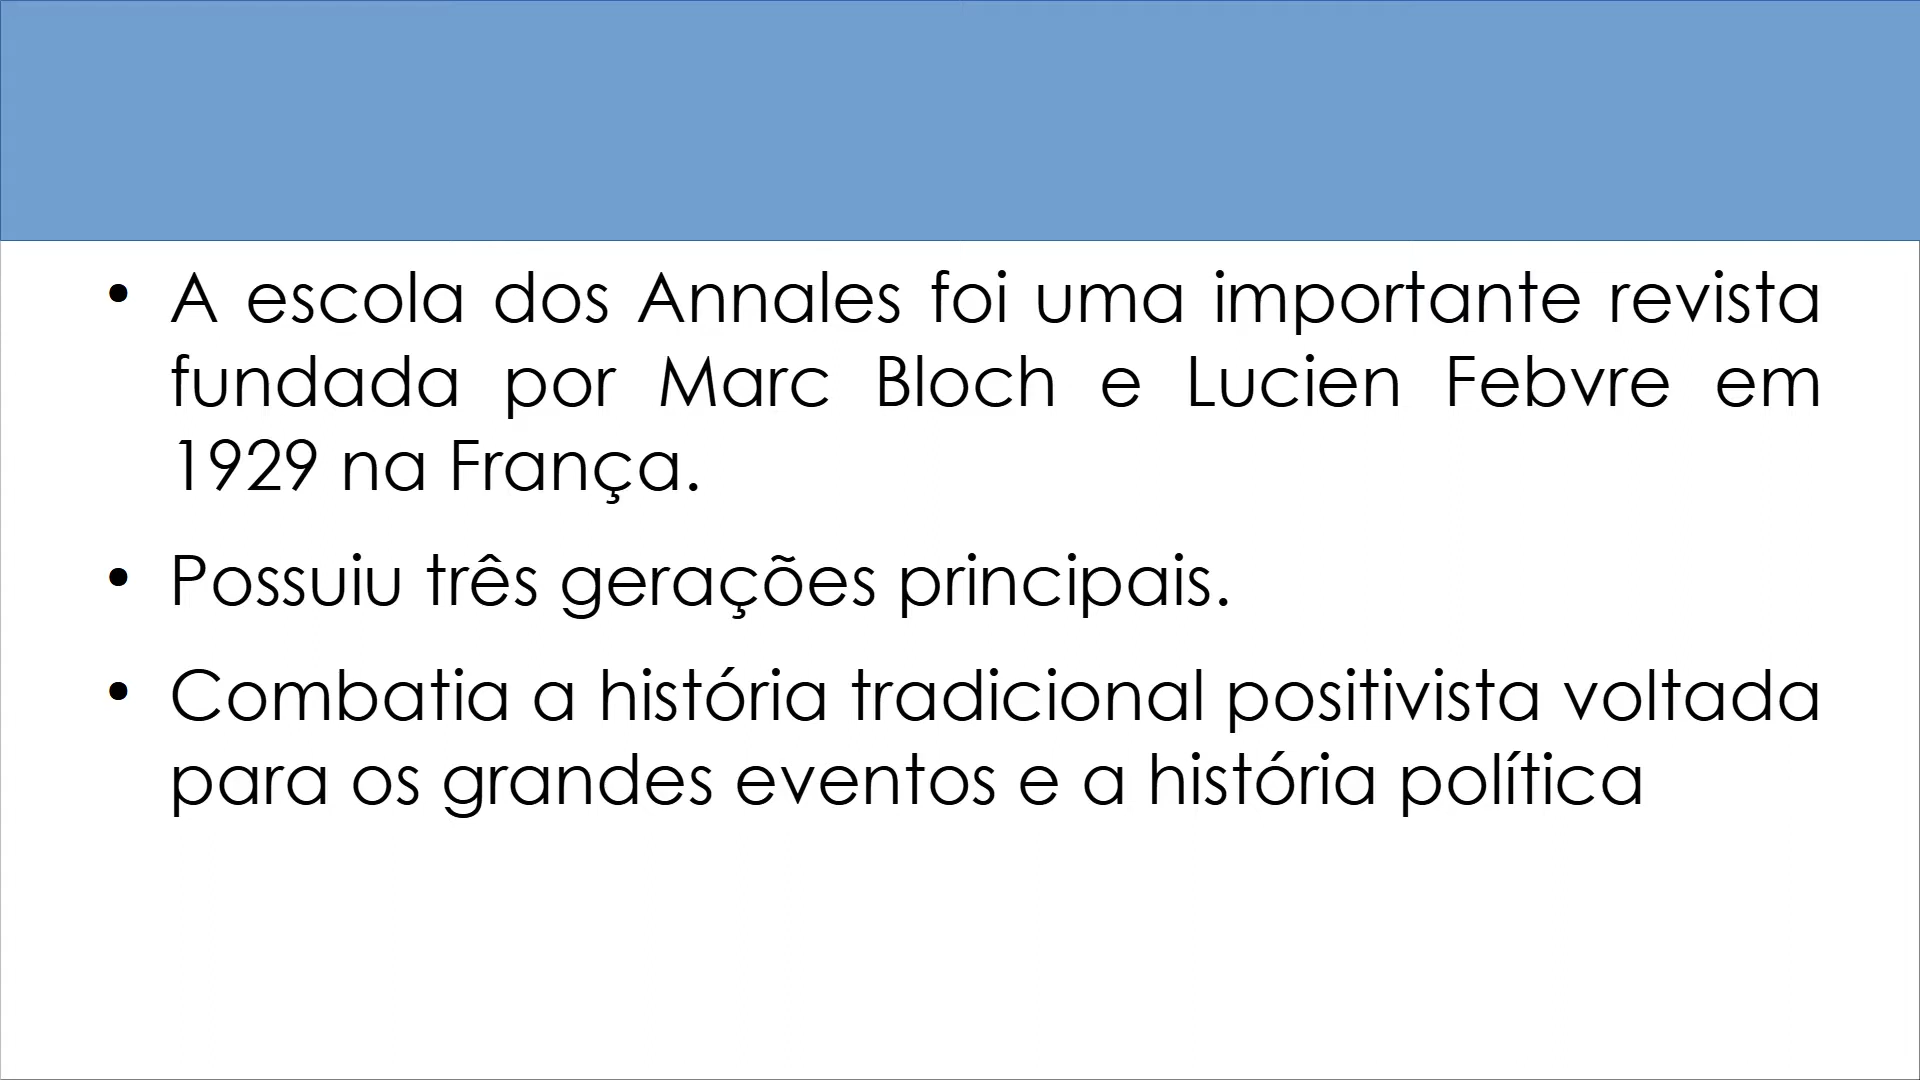 • A escola dos Annales foi uma importante revista
fundada por Marc Bloch e Lucien Febvre em
1929 na França.
• Possuiu três gerações principais.
• Combatia a história tradicional positivista voltada
para os grandes eventos e a história política